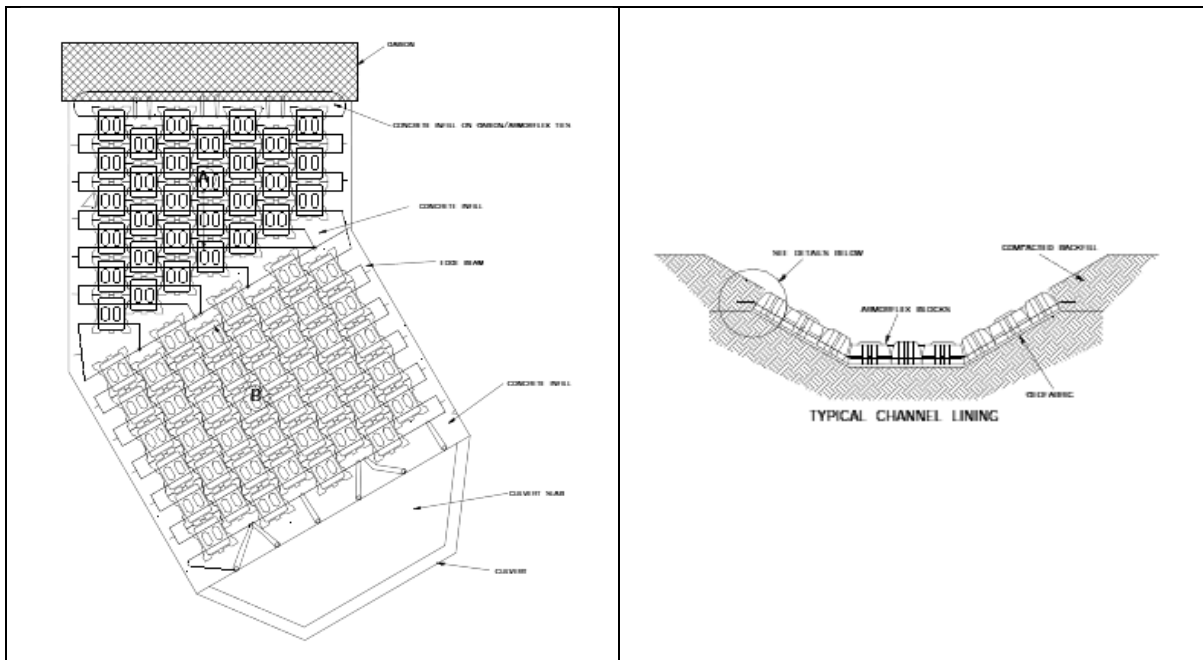 GABION
CONCRETE INFILL ON GABION/ARMORFLEX TIES
A
CONCRETE INFILL
EDGE BEAM
B
CONCRETE INFILL
CULVERT SLAB
CULVERT
SEE DETAILS BELOW
COMPACTED BACKFILL
ARMORFLEX BLOCKS
GEOFABRIC
TYPICAL CHANNEL LINING